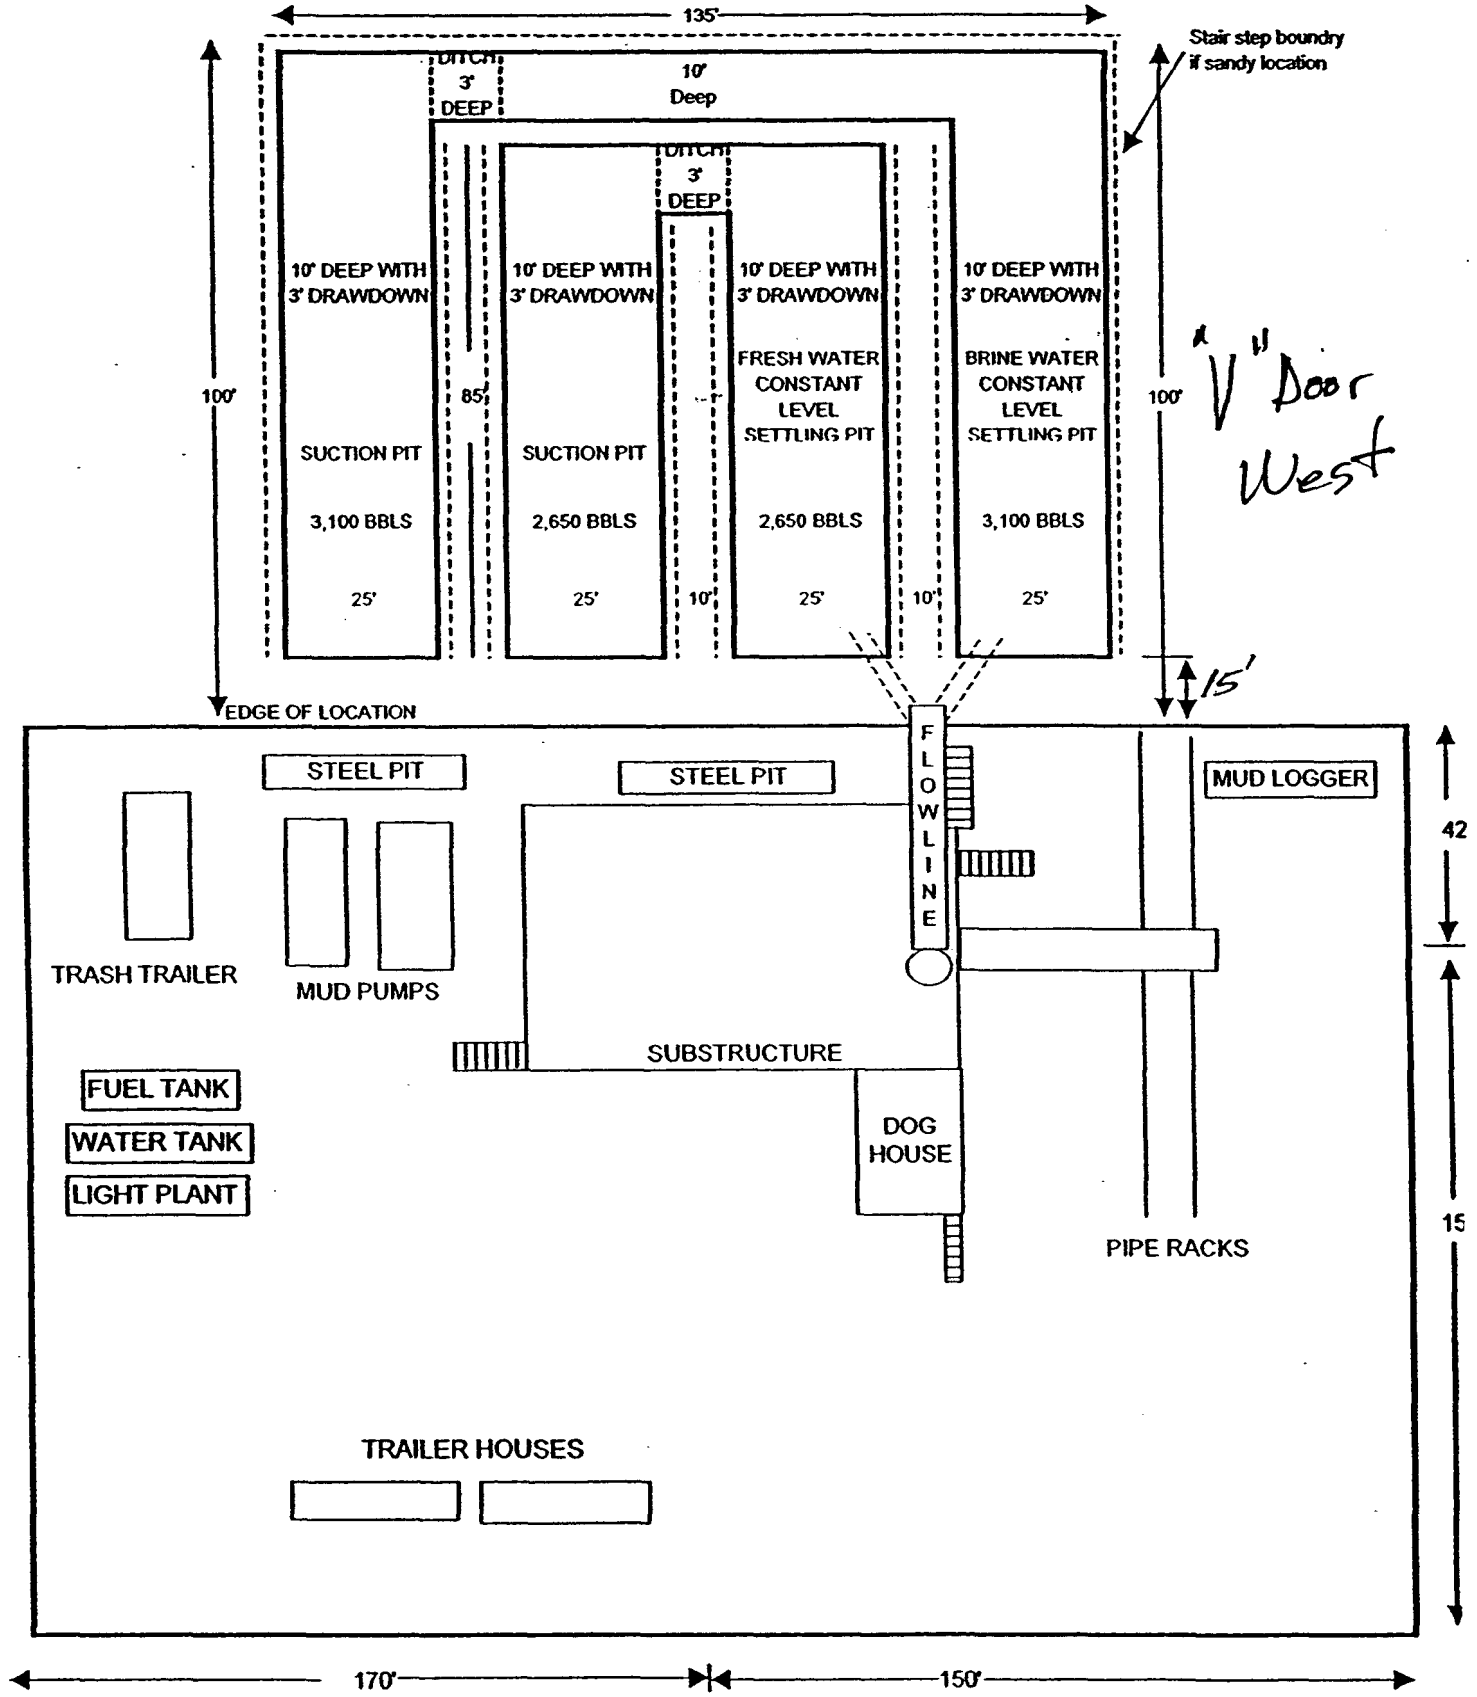 135'
Stair step boundry
if sandy location
DITCH
3'
DEEP
10'
Deep
DITCH
3'
DEEP
10' DEEP WITH
3' DRAWDOWN
10' DEEP WITH
3' DRAWDOWN
10' DEEP WITH
3' DRAWDOWN
10' DEEP WITH
3' DRAWDOWN
"V" Door
West
FRESH WATER
CONSTANT
LEVEL
SETTLING PIT
BRINE WATER
CONSTANT
LEVEL
SETTLING PIT
100'
85'
100'
SUCTION PIT
SUCTION PIT
3,100 BBLS
2,650 BBLS
2,650 BBLS
3,100 BBLS
25'
25'
10'
25'
10'
25'
15'
EDGE OF LOCATION
STEEL PIT
STEEL PIT
FLOWLINE
MUD LOGGER
42
TRASH TRAILER
MUD PUMPS
SUBSTRUCTURE
FUEL TANK
WATER TANK
LIGHT PLANT
DOG
HOUSE
15
PIPE RACKS
TRAILER HOUSES
170'
150'